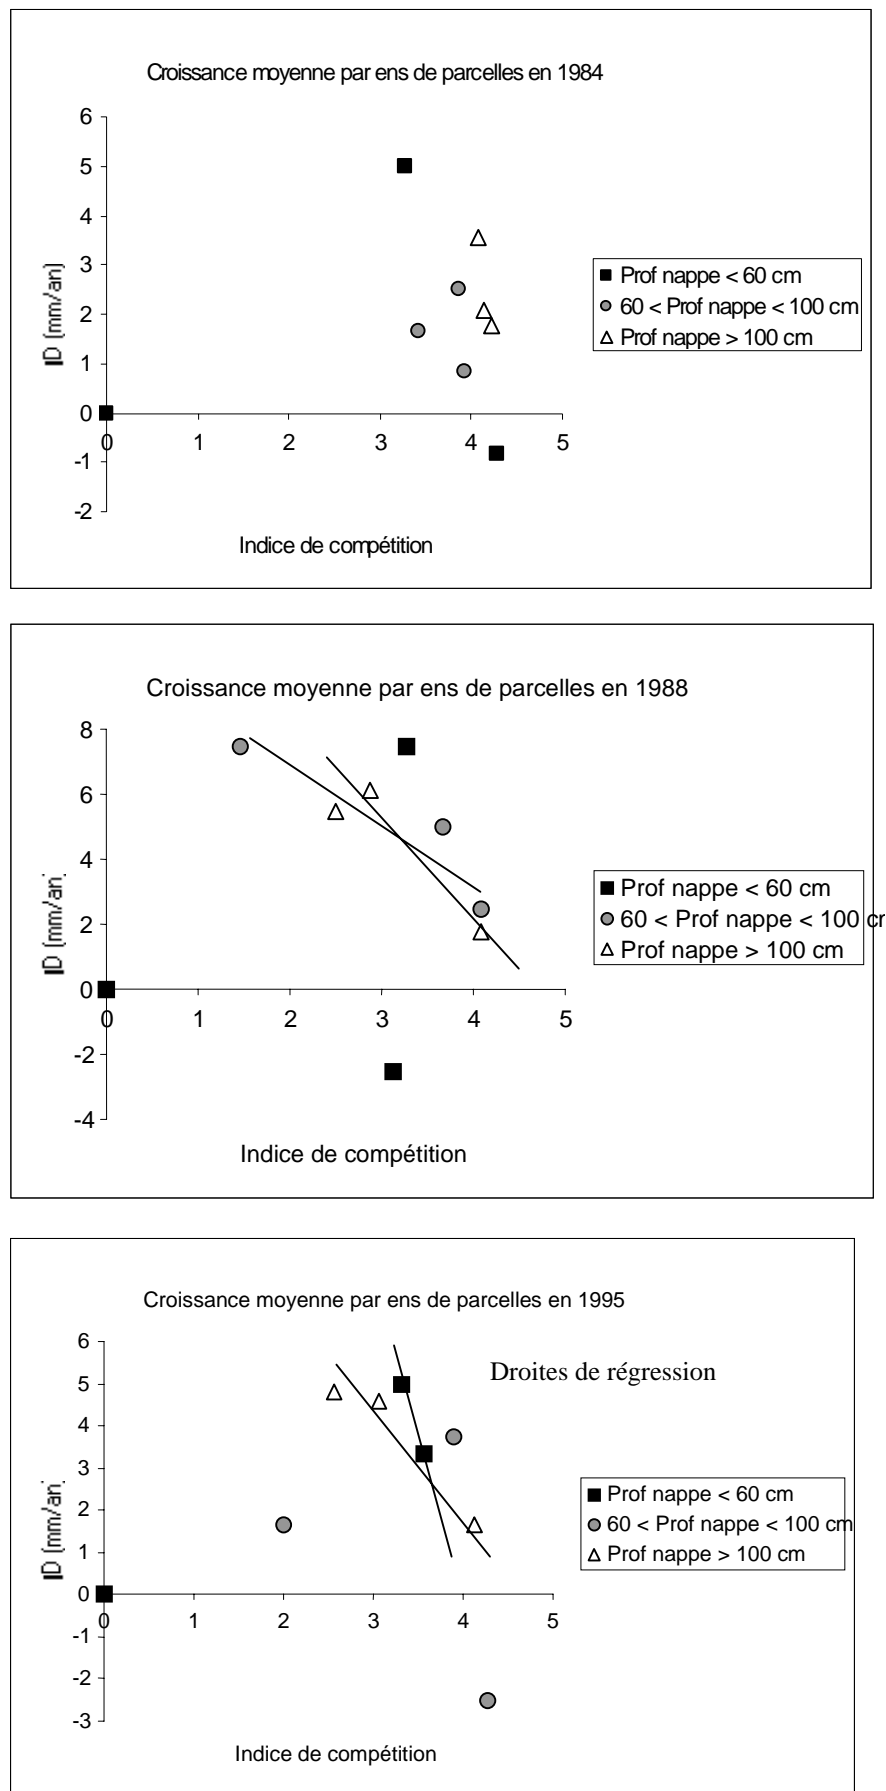 Croissance moyenne par ens de parcelles en 1984
6
5
4
3
2
1
0
-1
-2
0 1 2 3 4 5
ID (mm/an)
Indice de compétition
Prof nappe < 60 cm
60 < Prof nappe < 100 cm
Prof nappe > 100 cm
Croissance moyenne par ens de parcelles en 1988
8
6
4
2
0
-2
-4
0 1 2 3 4 5
ID (mm/an)
Indice de compétition
Prof nappe < 60 cm
60 < Prof nappe < 100 cr
Prof nappe > 100 cm
Croissance moyenne par ens de parcelles en 1995
Droites de régression
6
5
4
3
2
1
0
-1
-2
-3
0 1 2 3 4 5
ID (mm/an)
Indice de compétition
Prof nappe < 60 cm
60 < Prof nappe < 100 cm
Prof nappe > 100 cm